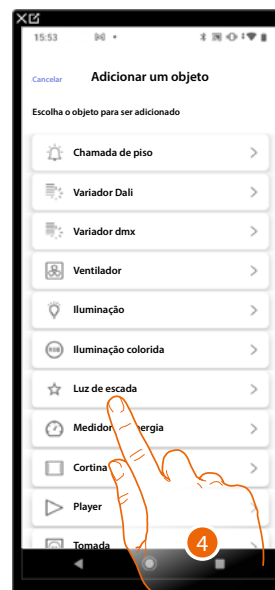 15:53
Cancelar
Adicionar um objeto
Escolha o objeto para ser adicionado
Chamada de piso
Variador Dali
Variador dmx
Ventilador
Iluminação
RGB
Iluminação colorida
Luz de escada
Cortina
Player
Tomada
4